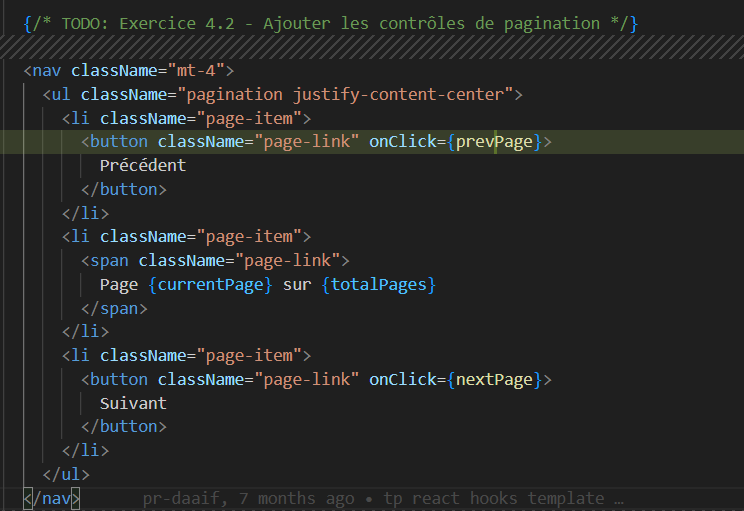 {/* TODO: Exercice 4.2 - Ajouter les contrôles de pagination */}
<nav className="mt-4">
<ul className="pagination justify-content-center">
<li className="page-item">
<button className="page-link" onClick={prevPage}>
Précédent
</button>
</li>
<li className="page-item">
<span className="page-link">
Page {currentPage} sur {totalPages}
</span>
</li>
<li className="page-item">
<button className="page-link" onClick={nextPage}>
Suivant
</button>
</li>
</ul>
</nav> pr-daaif, 7 months ago • tp react hooks template …